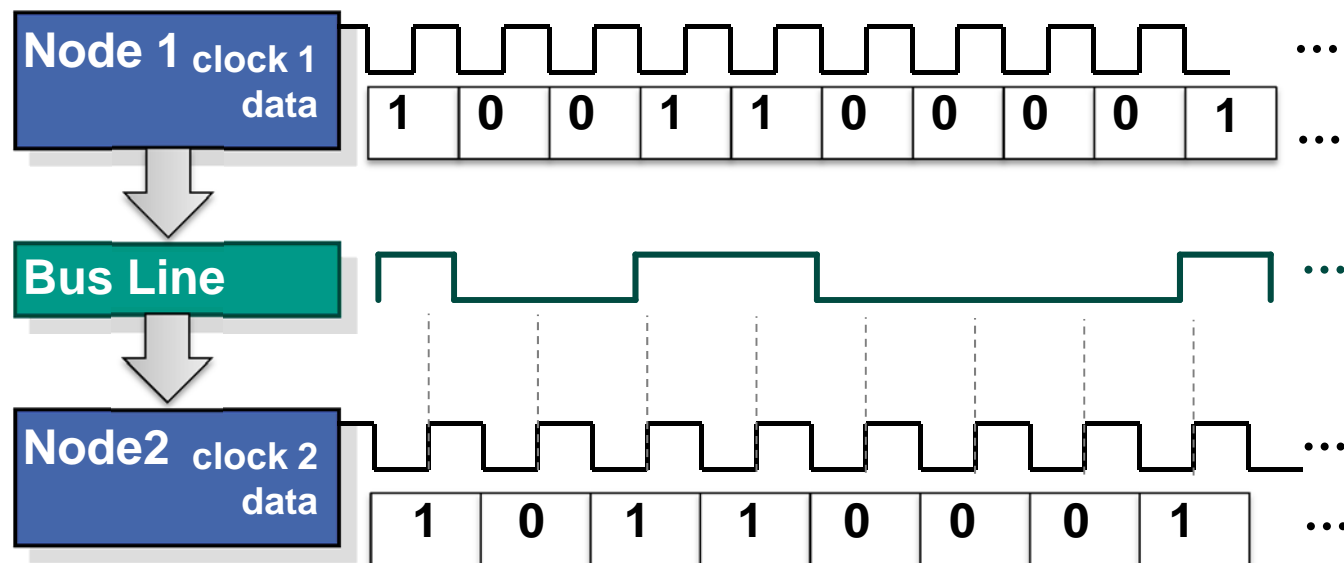 Node 1 clock 1 ...
data 1 0 0 1 1 0 0 0 0 1 ...
Bus Line ...
Node2 clock 2 ...
data 1 0 1 1 0 0 0 1 ...